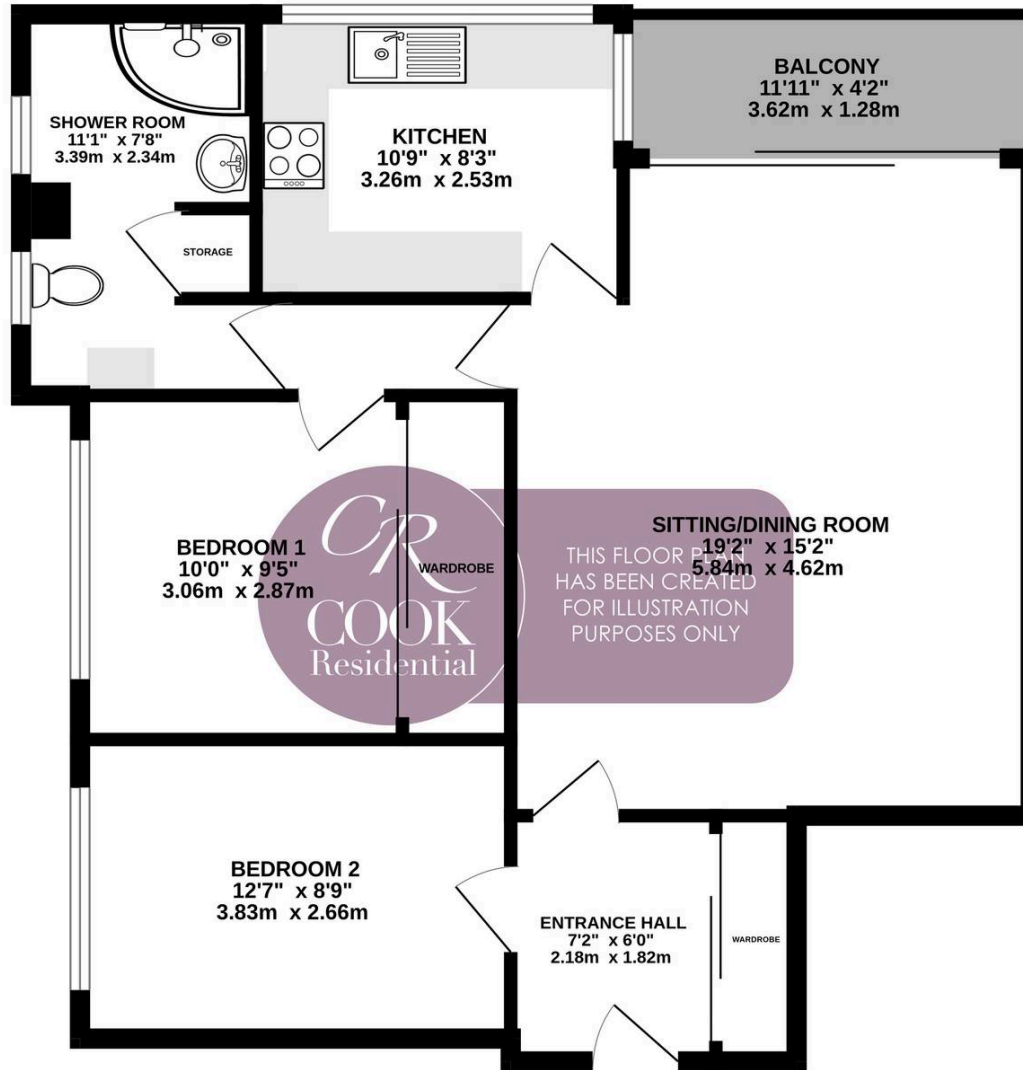 SHOWER ROOM
11'1" x 7'8"
3.39m x 2.34m
KITCHEN
10'9" x 8'3"
3.26m x 2.53m
BALCONY
11'11" x 4'2"
3.62m x 1.28m
STORAGE
BEDROOM 1
10'0" x 9'5"
3.06m x 2.87m
WARDROBE
CR
COOK
Residential
THIS FLOOR PLAN
HAS BEEN CREATED
FOR ILLUSTRATION
PURPOSES ONLY
SITTING/DINING ROOM
19'2" x 15'2"
5.84m x 4.62m
BEDROOM 2
12'7" x 8'9"
3.83m x 2.66m
ENTRANCE HALL
7'2" x 6'0"
2.18m x 1.82m
WARDROBE